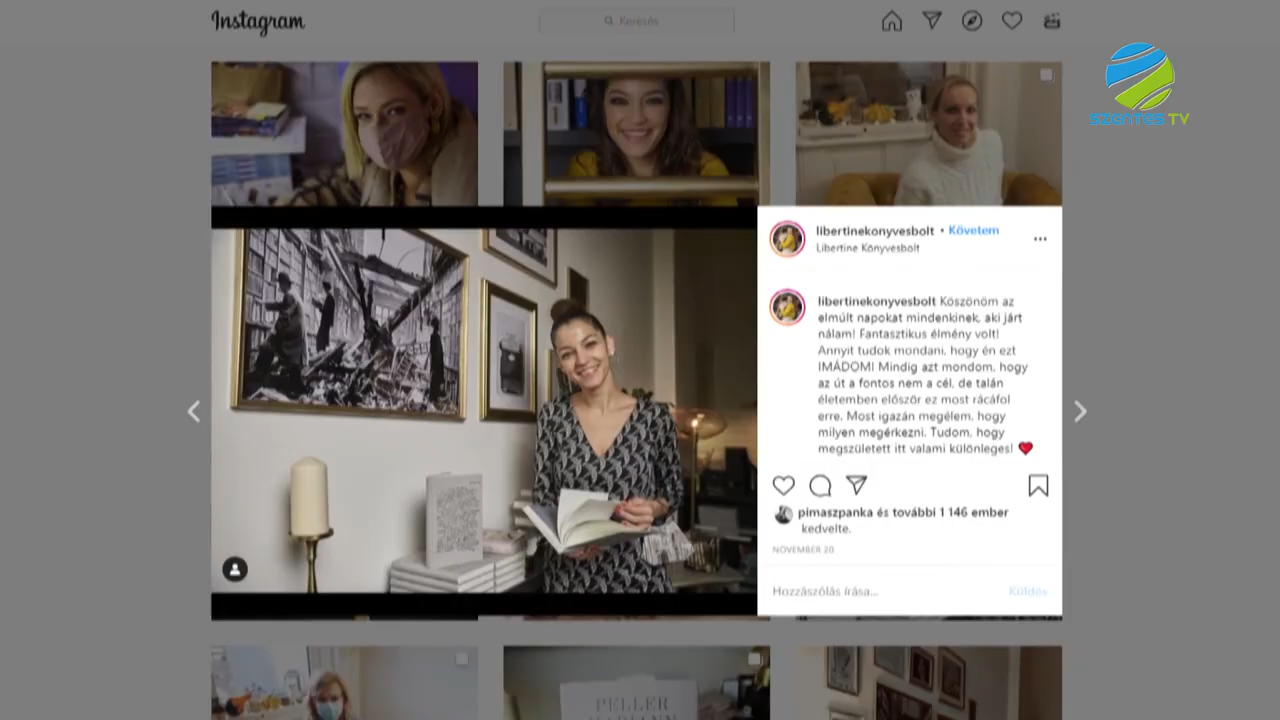 Instagram
Keresés
SZENTES TV
libertinekonyvesbolt • Követem
Libertine Könyvesbolt
libertinekonyvesbolt Köszönöm az
elmúlt napokat mindenkinek, aki járt
nálam! Fantasztikus élmény volt!
Annyit tudok mondani, hogy én ezt
IMÁDOM! Mindig azt mondom, hogy
az út a fontos nem a cél, de talán
életemben először ez most rácáfol
erre. Most igazán megélem, hogy
milyen megérkezni. Tudom, hogy
megszületett itt valami különleges! ❤️
pimaszpanka és további 1 146 ember
kedvelte.
NOVEMBER 20.
Hozzászólás írása...
Küldés
PELLER
MARIANN